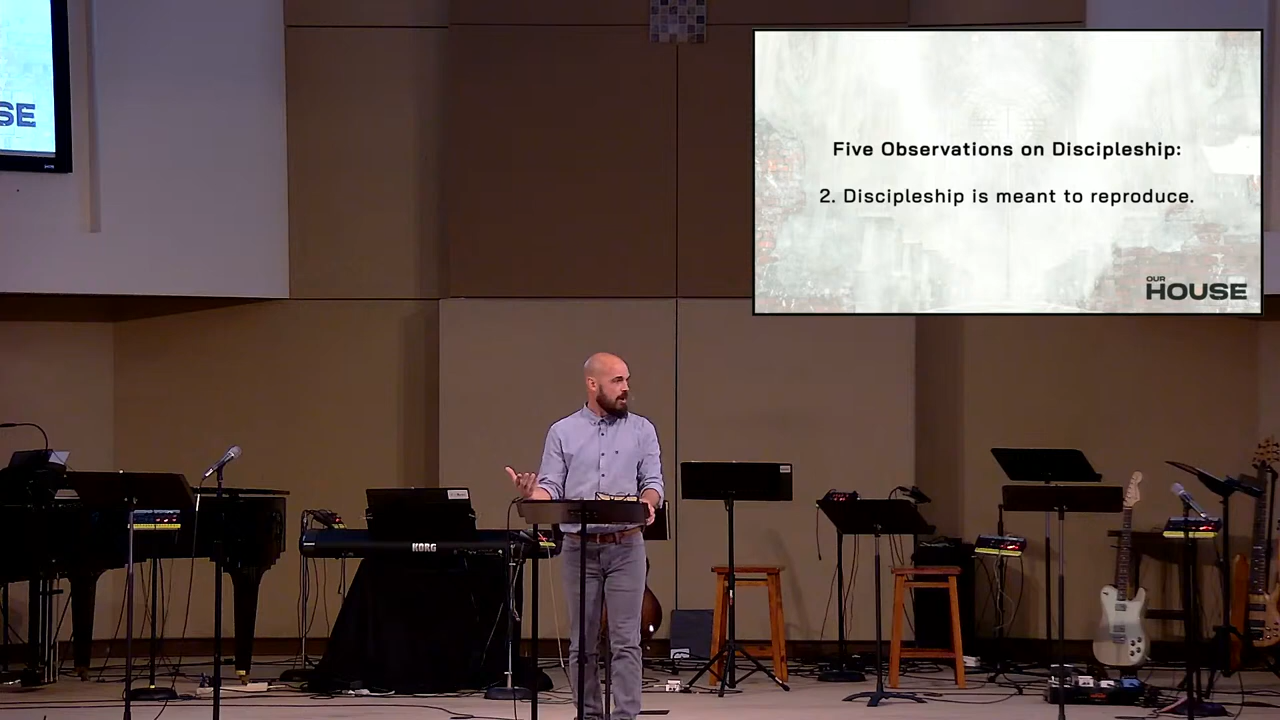 SE
Five Observations on Discipleship:
2. Discipleship is meant to reproduce.
OUR
HOUSE
KORG